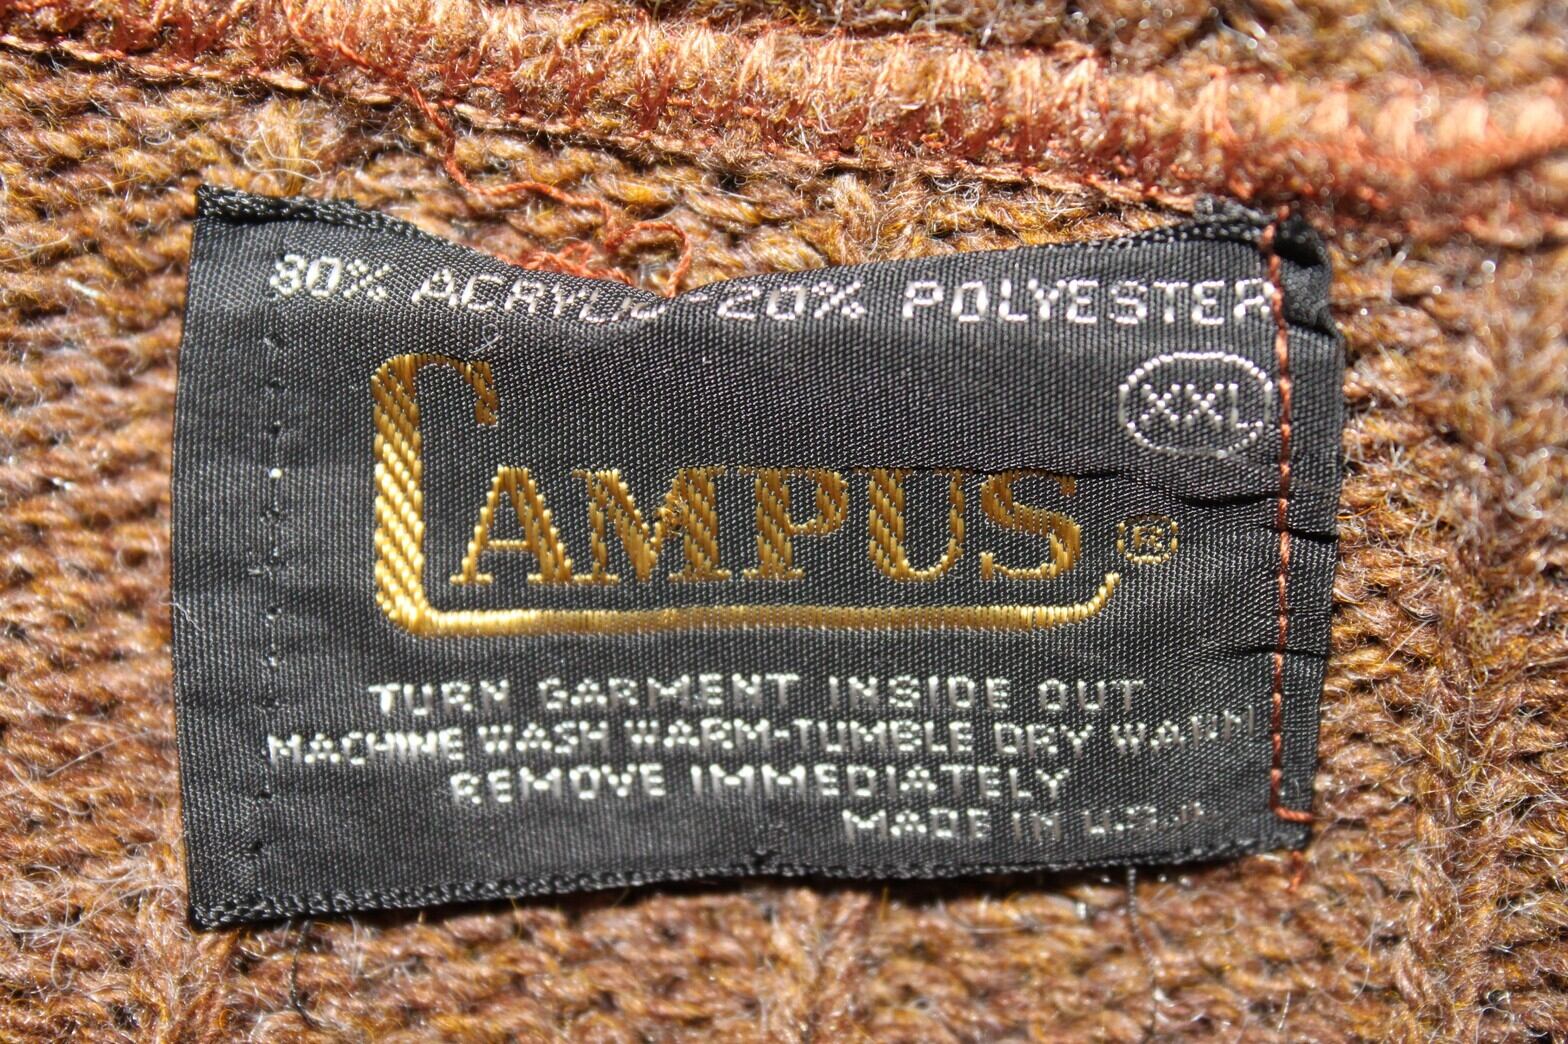 80% ACRYLIC-20% POLYESTER
XXL
CAMPUS ®
TURN GARMENT INSIDE OUT
MACHINE WASH WARM-TUMBLE DRY WARM
REMOVE IMMEDIATELY
MADE IN U.S.A.